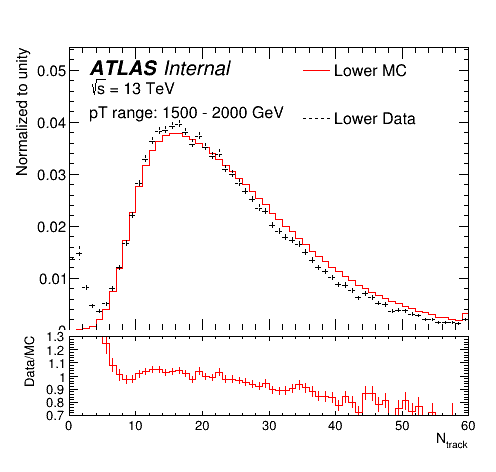 Normalized to unity
0.05
0.04
0.03
0.02
0.01
0
ATLAS Internal
√s = 13 TeV
pT range: 1500 - 2000 GeV
Lower MC
Lower Data
Data/MC
1.3
1.2
1.1
1
0.9
0.8
0.7
0 10 20 30 40 50 60
N_track